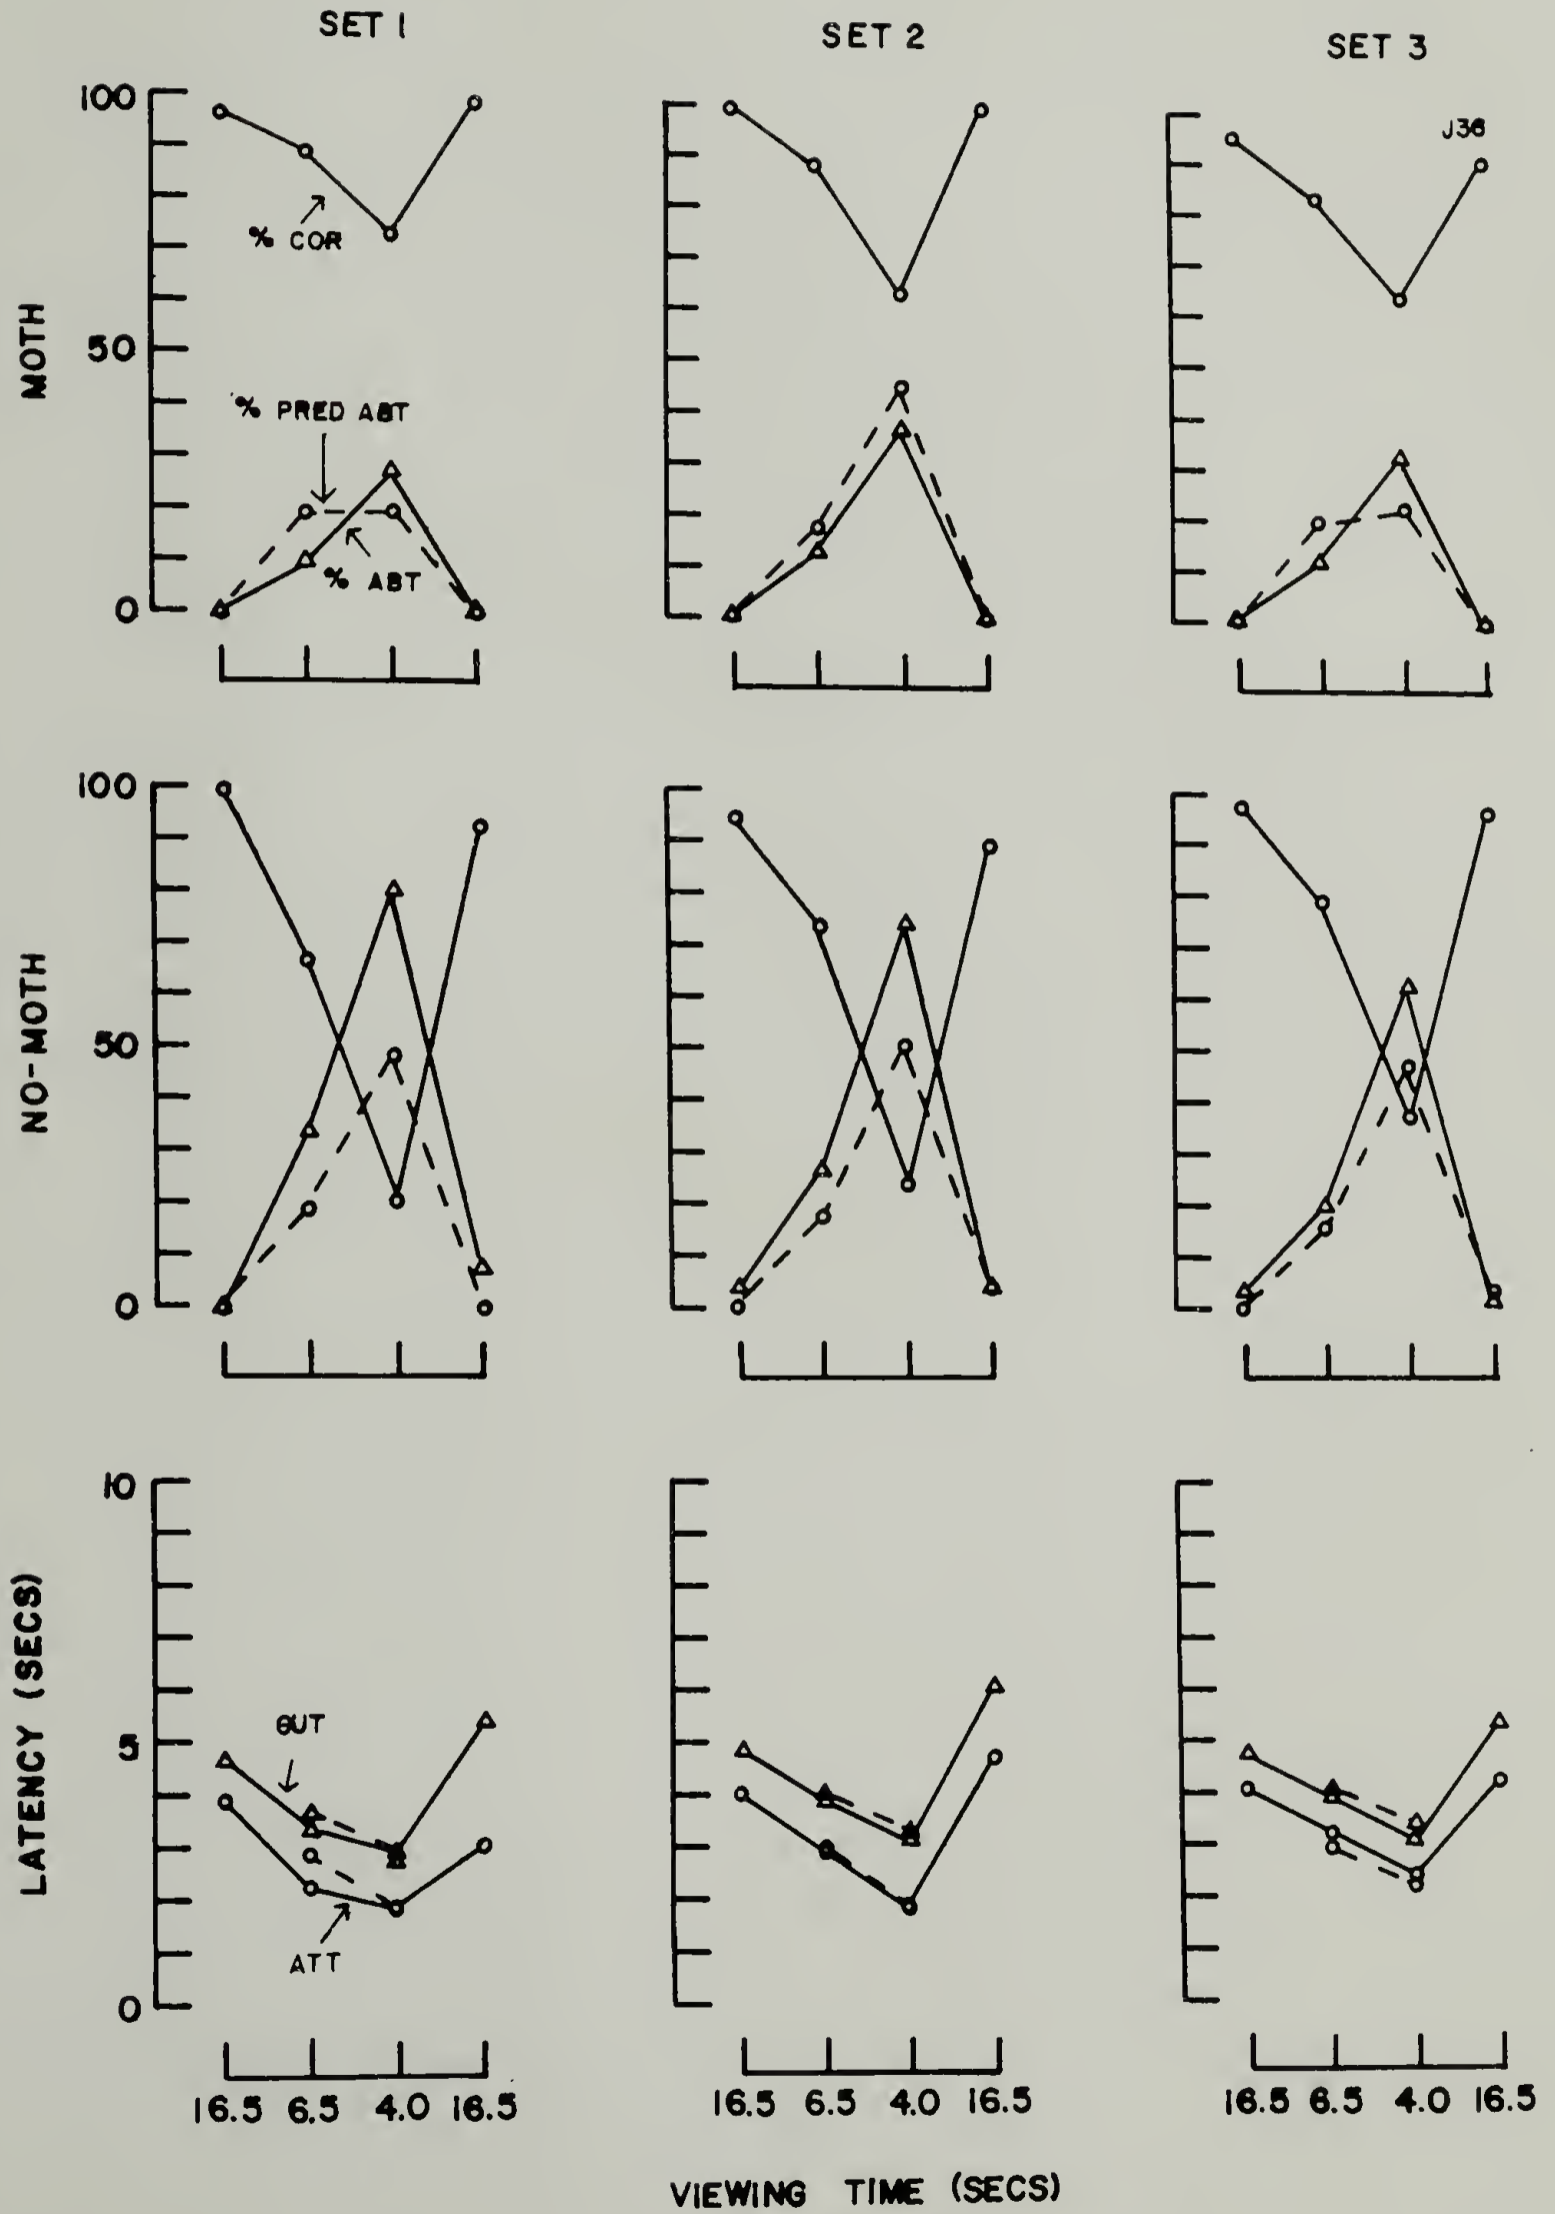 SET 1
SET 2
SET 3
J36
MOTH
100
50
0
% COR
% PRED ABT
% ABT
NO-MOTH
100
50
0
LATENCY (SECS)
10
5
0
GUT
ATT
16.5 6.5 4.0 16.5
16.5 6.5 4.0 16.5
16.5 6.5 4.0 16.5
VIEWING TIME (SECS)